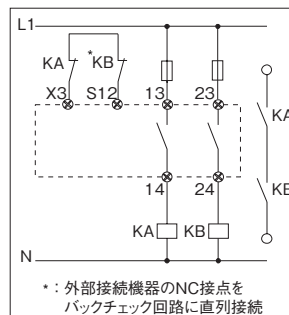 L1
*
KA KB
X3 S12 13 23
KA
14 24
KB
KA KB
N
*：外部接続機器のNC接点を
バックチェック回路に直列接続